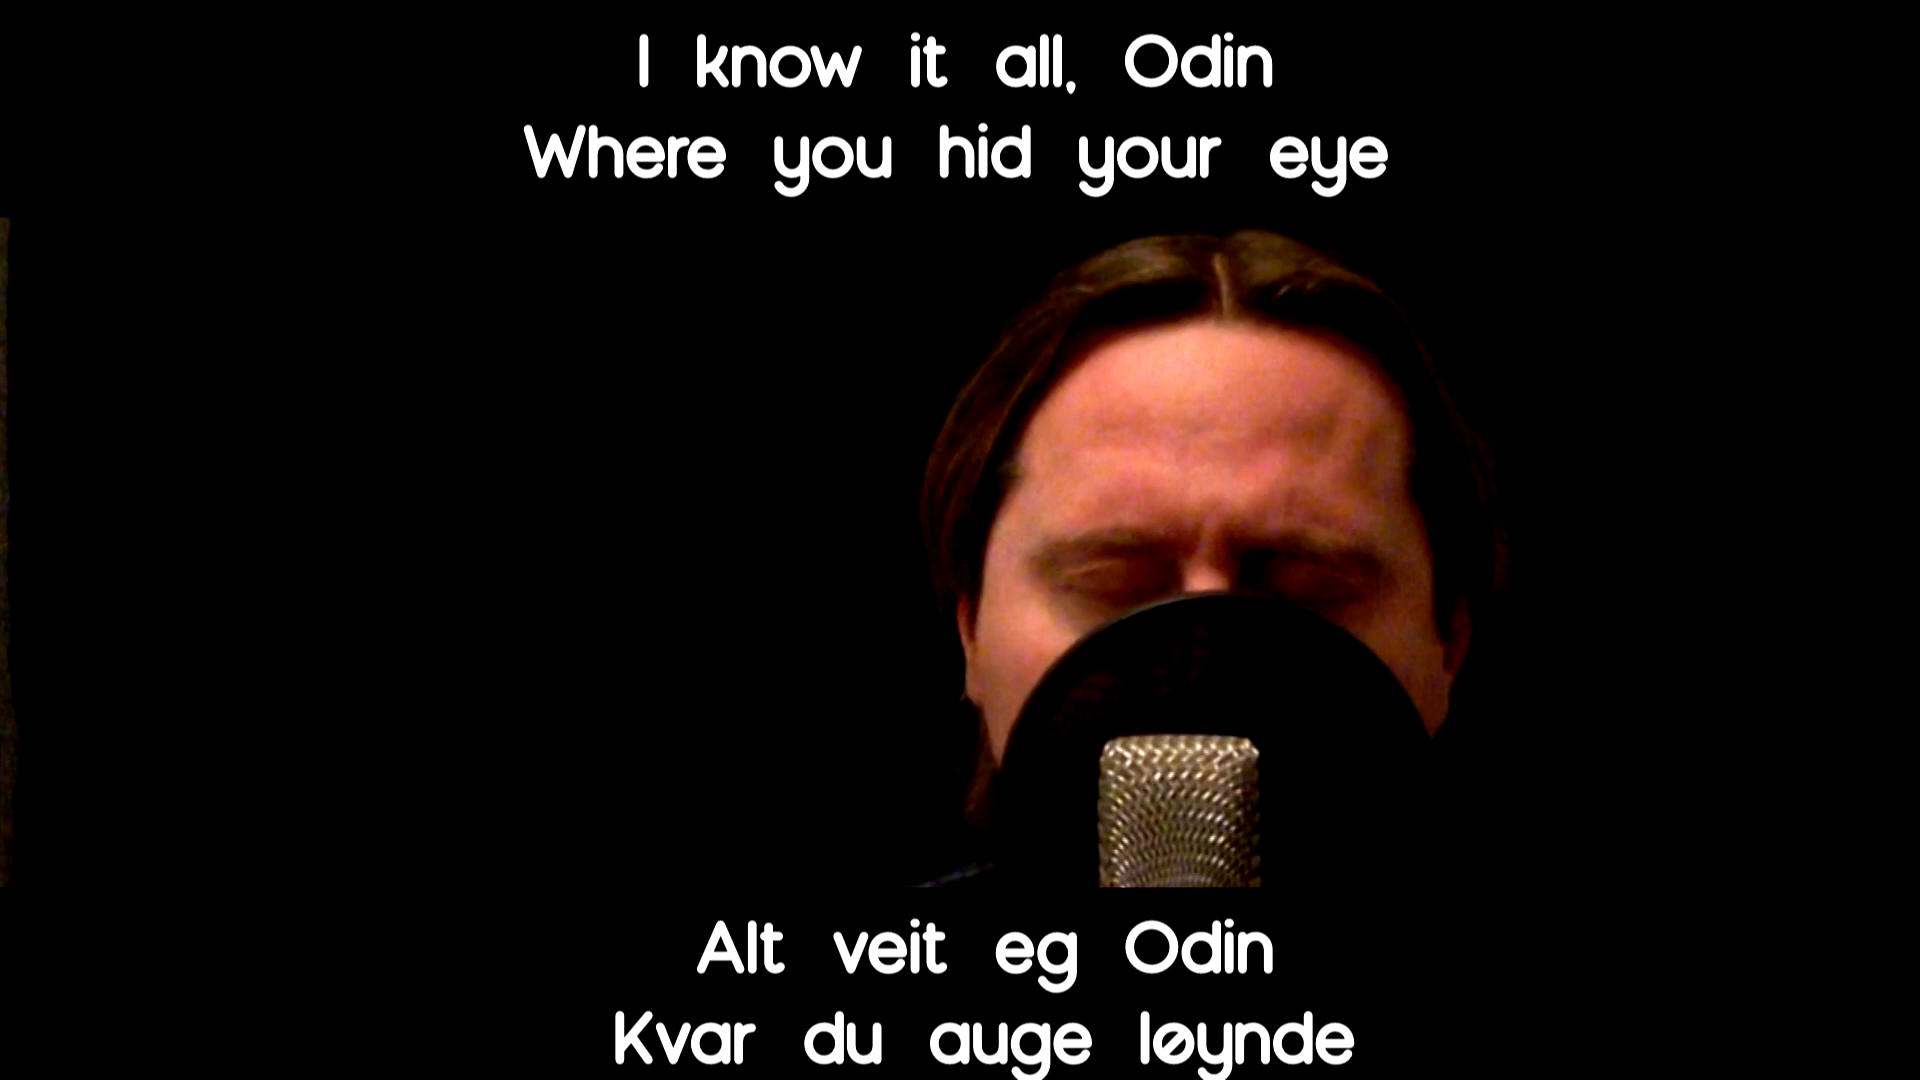 I know it all, Odin
Where you hid your eye
Alt veit eg Odin
Kvar du auge løynde